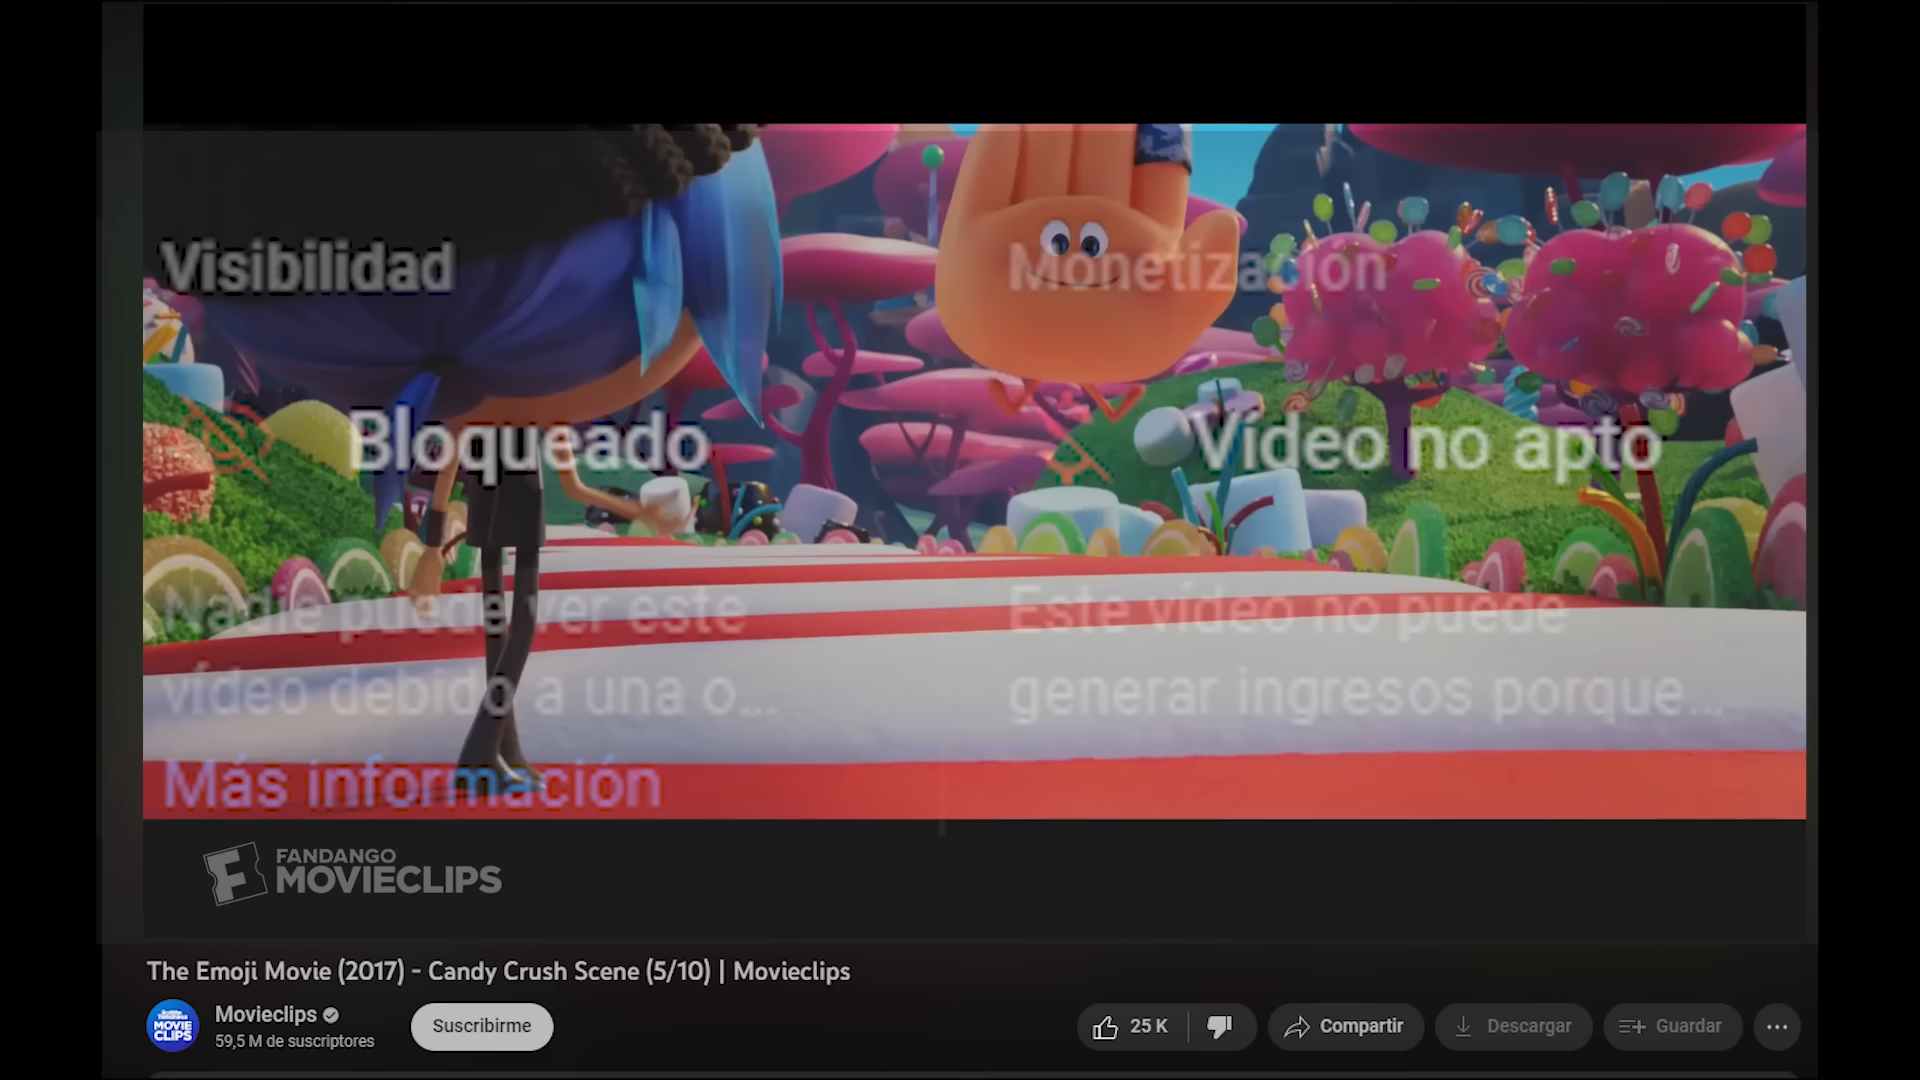 Visibilidad
Monetización
Bloqueado
Vídeo no apto
Nadie puede ver este
vídeo debido a una o...
Este vídeo no puede
generar ingresos porque...
Más información
FANDANGO
MOVIECLIPS
The Emoji Movie (2017) - Candy Crush Scene (5/10) | Movieclips
MOVIE
CLIPS
Movieclips
59,5 M de suscriptores
Suscribirme
25 K
Compartir
Descargar
Guardar